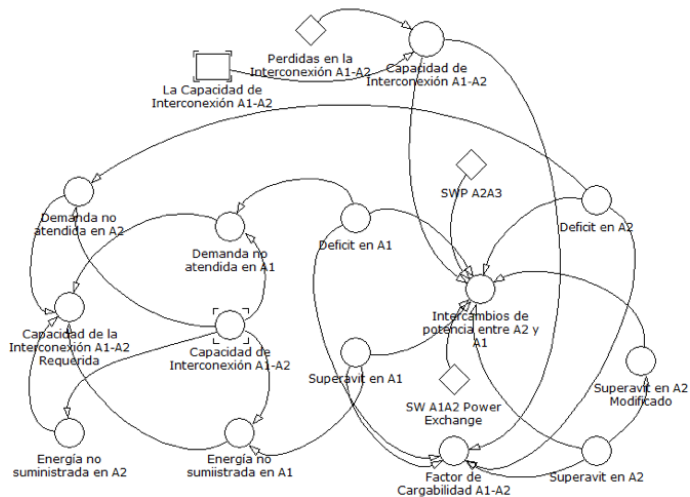 Perdidas en la
Interconexión A1-A2
Capacidad de
Interconexión A1-A2
La Capacidad de
Interconexión A1-A2
SWP A2A3
Demanda no
atendida en A2
Demanda no
atendida en A1
Deficit en A1
Deficit en A2
Capacidad de la
Interconexión A1-A2
Requerida
Capacidad de
Interconexión A1-A2
Intercambios de
potencia entre A2 y
A1
Superavit en A1
Superavit en A2
Modificado
SW A1A2 Power
Exchange
Energía no
suministrada en A2
Energía no
sumiistrada en A1
Factor de
Cargabilidad A1-A2
Superavit en A2